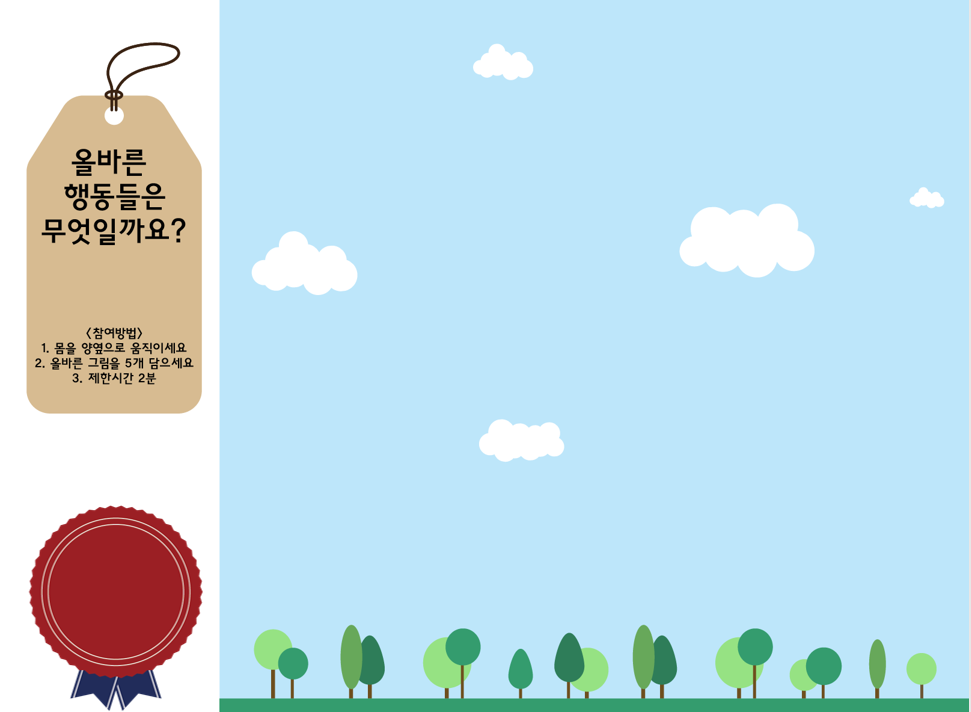 올바른
행동들은
무엇일까요?
<참여방법>
1. 몸을 양옆으로 움직이세요
2. 올바른 그림을 5개 담으세요
3. 제한시간 2분